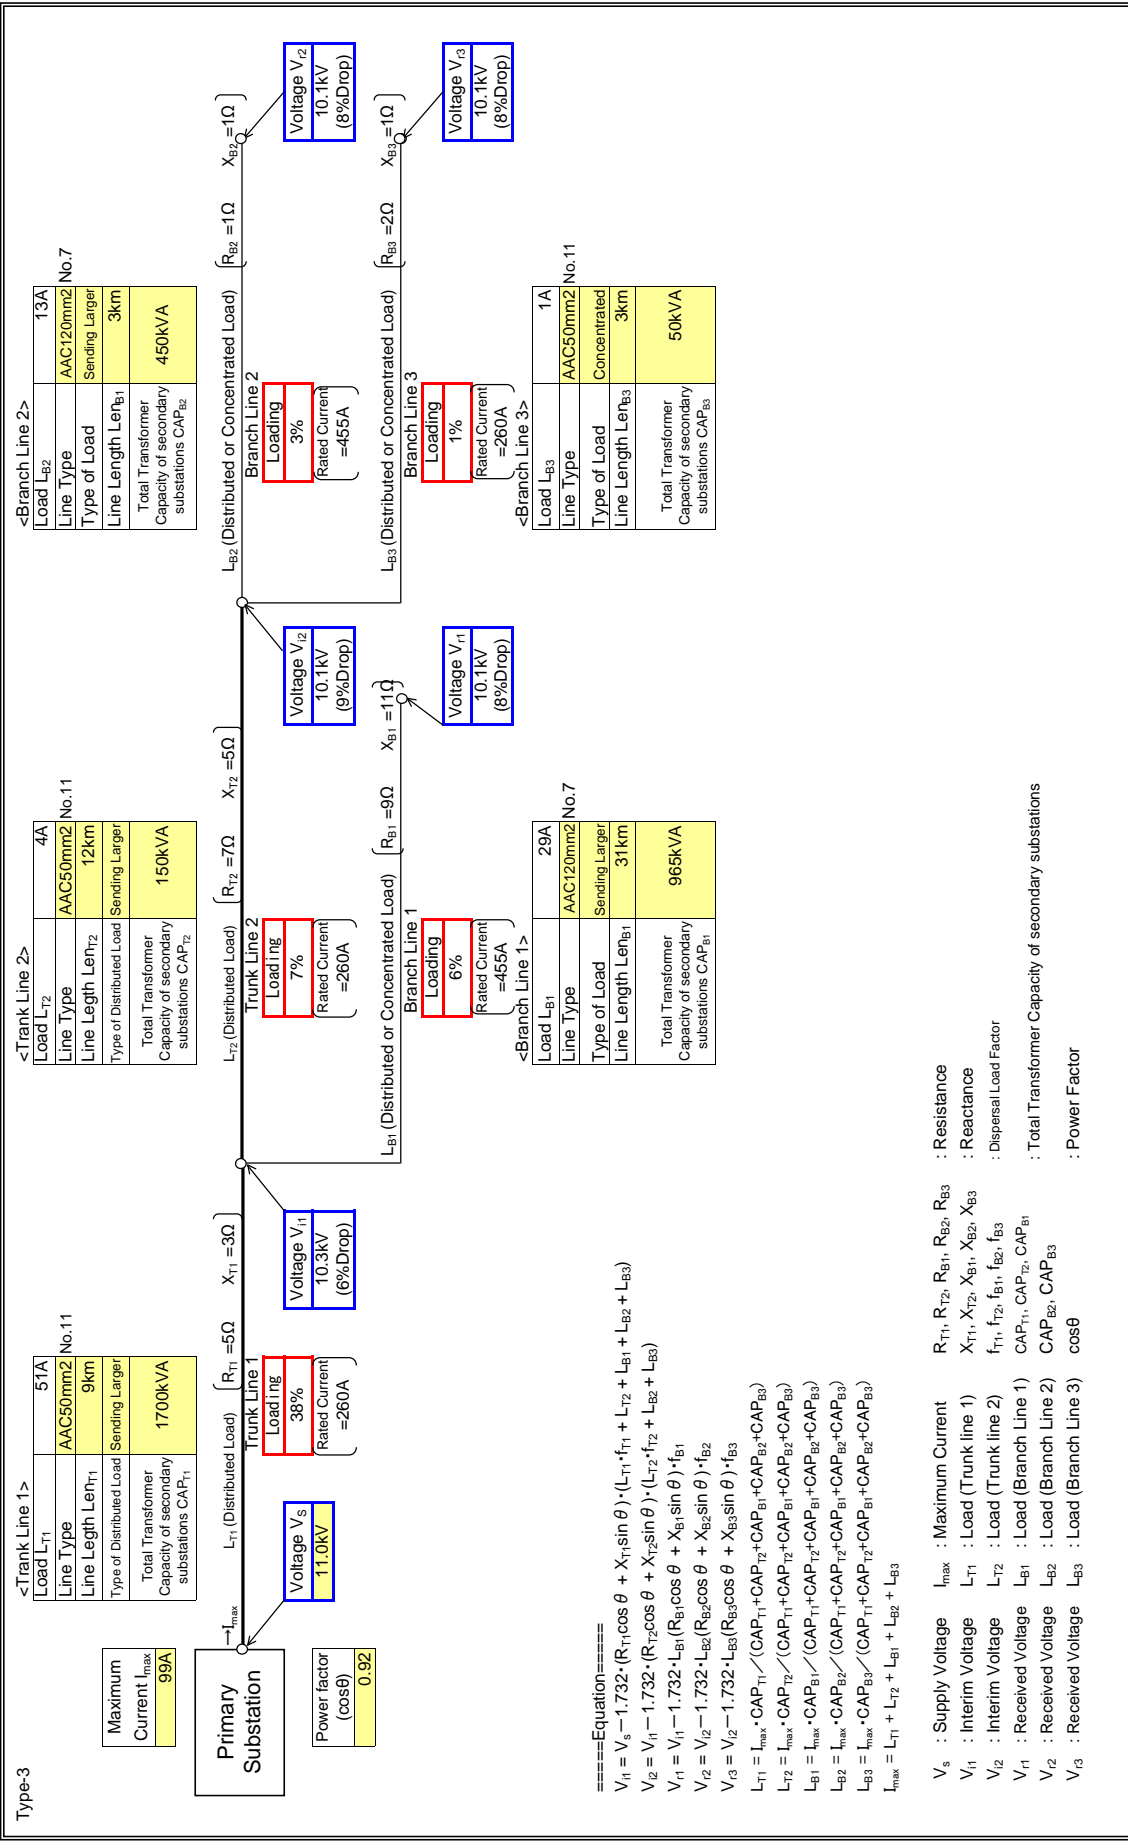 Type-3
Maximum
Current Imax
99A
Primary
Substation
Power factor
(cosθ)
0.92
→Imax
Voltage VS
11.0kV
<Trank Line 1>
Load LT1 51A
Line Type AAC50mm2 No.11
Line Legth LenT1 9km
Type of Distributed Load Sending Larger
Total Transformer
Capacity of secondary
substations CAPT1
1700kVA
LT1 (Distributed Load) RT1 =5Ω XT1 =3Ω
Trunk Line 1
Loading
38%
Rated Current
=260A
Voltage Vi1
10.3kV
(6%Drop)
<Trank Line 2>
Load LT2 4A
Line Type AAC50mm2 No.11
Line Legth LenT2 12km
Type of Distributed Load Sending Larger
Total Transformer
Capacity of secondary
substations CAPT2
150kVA
LT2 (Distributed Load) RT2 =7Ω XT2 =5Ω
Trunk Line 2
Loading
7%
Rated Current
=260A
Voltage Vi2
10.1kV
(9%Drop)
LB1 (Distributed or Concentrated Load) RB1 =9Ω XB1 =11Ω
Branch Line 1
Loading
6%
Rated Current
=455A
Voltage Vr1
10.1kV
(8%Drop)
<Branch Line 1>
Load LB1 29A
Line Type AAC120mm2 No.7
Type of Load Sending Larger
Line Length LenB1 31km
Total Transformer
Capacity of secondary
substations CAPB1
965kVA
<Branch Line 2>
Load LB2 13A
Line Type AAC120mm2 No.7
Type of Load Sending Larger
Line Length LenB1 3km
Total Transformer
Capacity of secondary
substations CAPB2
450kVA
LB2 (Distributed or Concentrated Load) RB2 =1Ω XB2 =1Ω
Branch Line 2
Loading
3%
Rated Current
=455A
Voltage Vr2
10.1kV
(8%Drop)
LB3 (Distributed or Concentrated Load) RB3 =2Ω XB3 =1Ω
Branch Line 3
Loading
1%
Rated Current
=260A
Voltage Vr3
10.1kV
(8%Drop)
<Branch Line 3>
Load LB3 1A
Line Type AAC50mm2 No.11
Type of Load Concentrated
Line Length LenB3 3km
Total Transformer
Capacity of secondary
substations CAPB3
50kVA
=====Equation=====
Vi1 = Vs－1.732・(RT1cos θ + XT1sin θ)・(LT1・fT1 + LT2 + LB1 + LB2 + LB3)
Vi2 = Vi1－1.732・(RT2cos θ + XT2sin θ)・(LT2・fT2 + LB2 + LB3)
Vr1 = Vi1－1.732・LB1(RB1cos θ + XB1sin θ)・fB1
Vr2 = Vi2－1.732・LB2(RB2cos θ + XB2sin θ)・fB2
Vr3 = Vi2－1.732・LB3(RB3cos θ + XB3sin θ)・fB3
LT1 = Imax・CAPT1／(CAPT1+CAPT2+CAPB1+CAPB2+CAPB3)
LT2 = Imax・CAPT2／(CAPT1+CAPT2+CAPB1+CAPB2+CAPB3)
LB1 = Imax・CAPB1／(CAPT1+CAPT2+CAPB1+CAPB2+CAPB3)
LB2 = Imax・CAPB2／(CAPT1+CAPT2+CAPB1+CAPB2+CAPB3)
LB3 = Imax・CAPB3／(CAPT1+CAPT2+CAPB1+CAPB2+CAPB3)
Imax = LT1 + LT2 + LB1 + LB2 + LB3
Vs : Supply Voltage Imax : Maximum Current RT1, RT2, RB1, RB2, RB3 : Resistance
Vi1 : Interim Voltage LT1 : Load (Trunk line 1) XT1, XT2, XB1, XB2, XB3 : Reactance
Vi2 : Interim Voltage LT2 : Load (Trunk line 2) fT1, fT2, fB1, fB2, fB3 : Dispersal Load Factor
Vr1 : Received Voltage LB1 : Load (Branch Line 1) CAPT1, CAPT2, CAPB1
: Total Transformer Capacity of secondary substations
Vr2 : Received Voltage LB2 : Load (Branch Line 2) CAPB2, CAPB3
Vr3 : Received Voltage LB3 : Load (Branch Line 3) cosθ : Power Factor